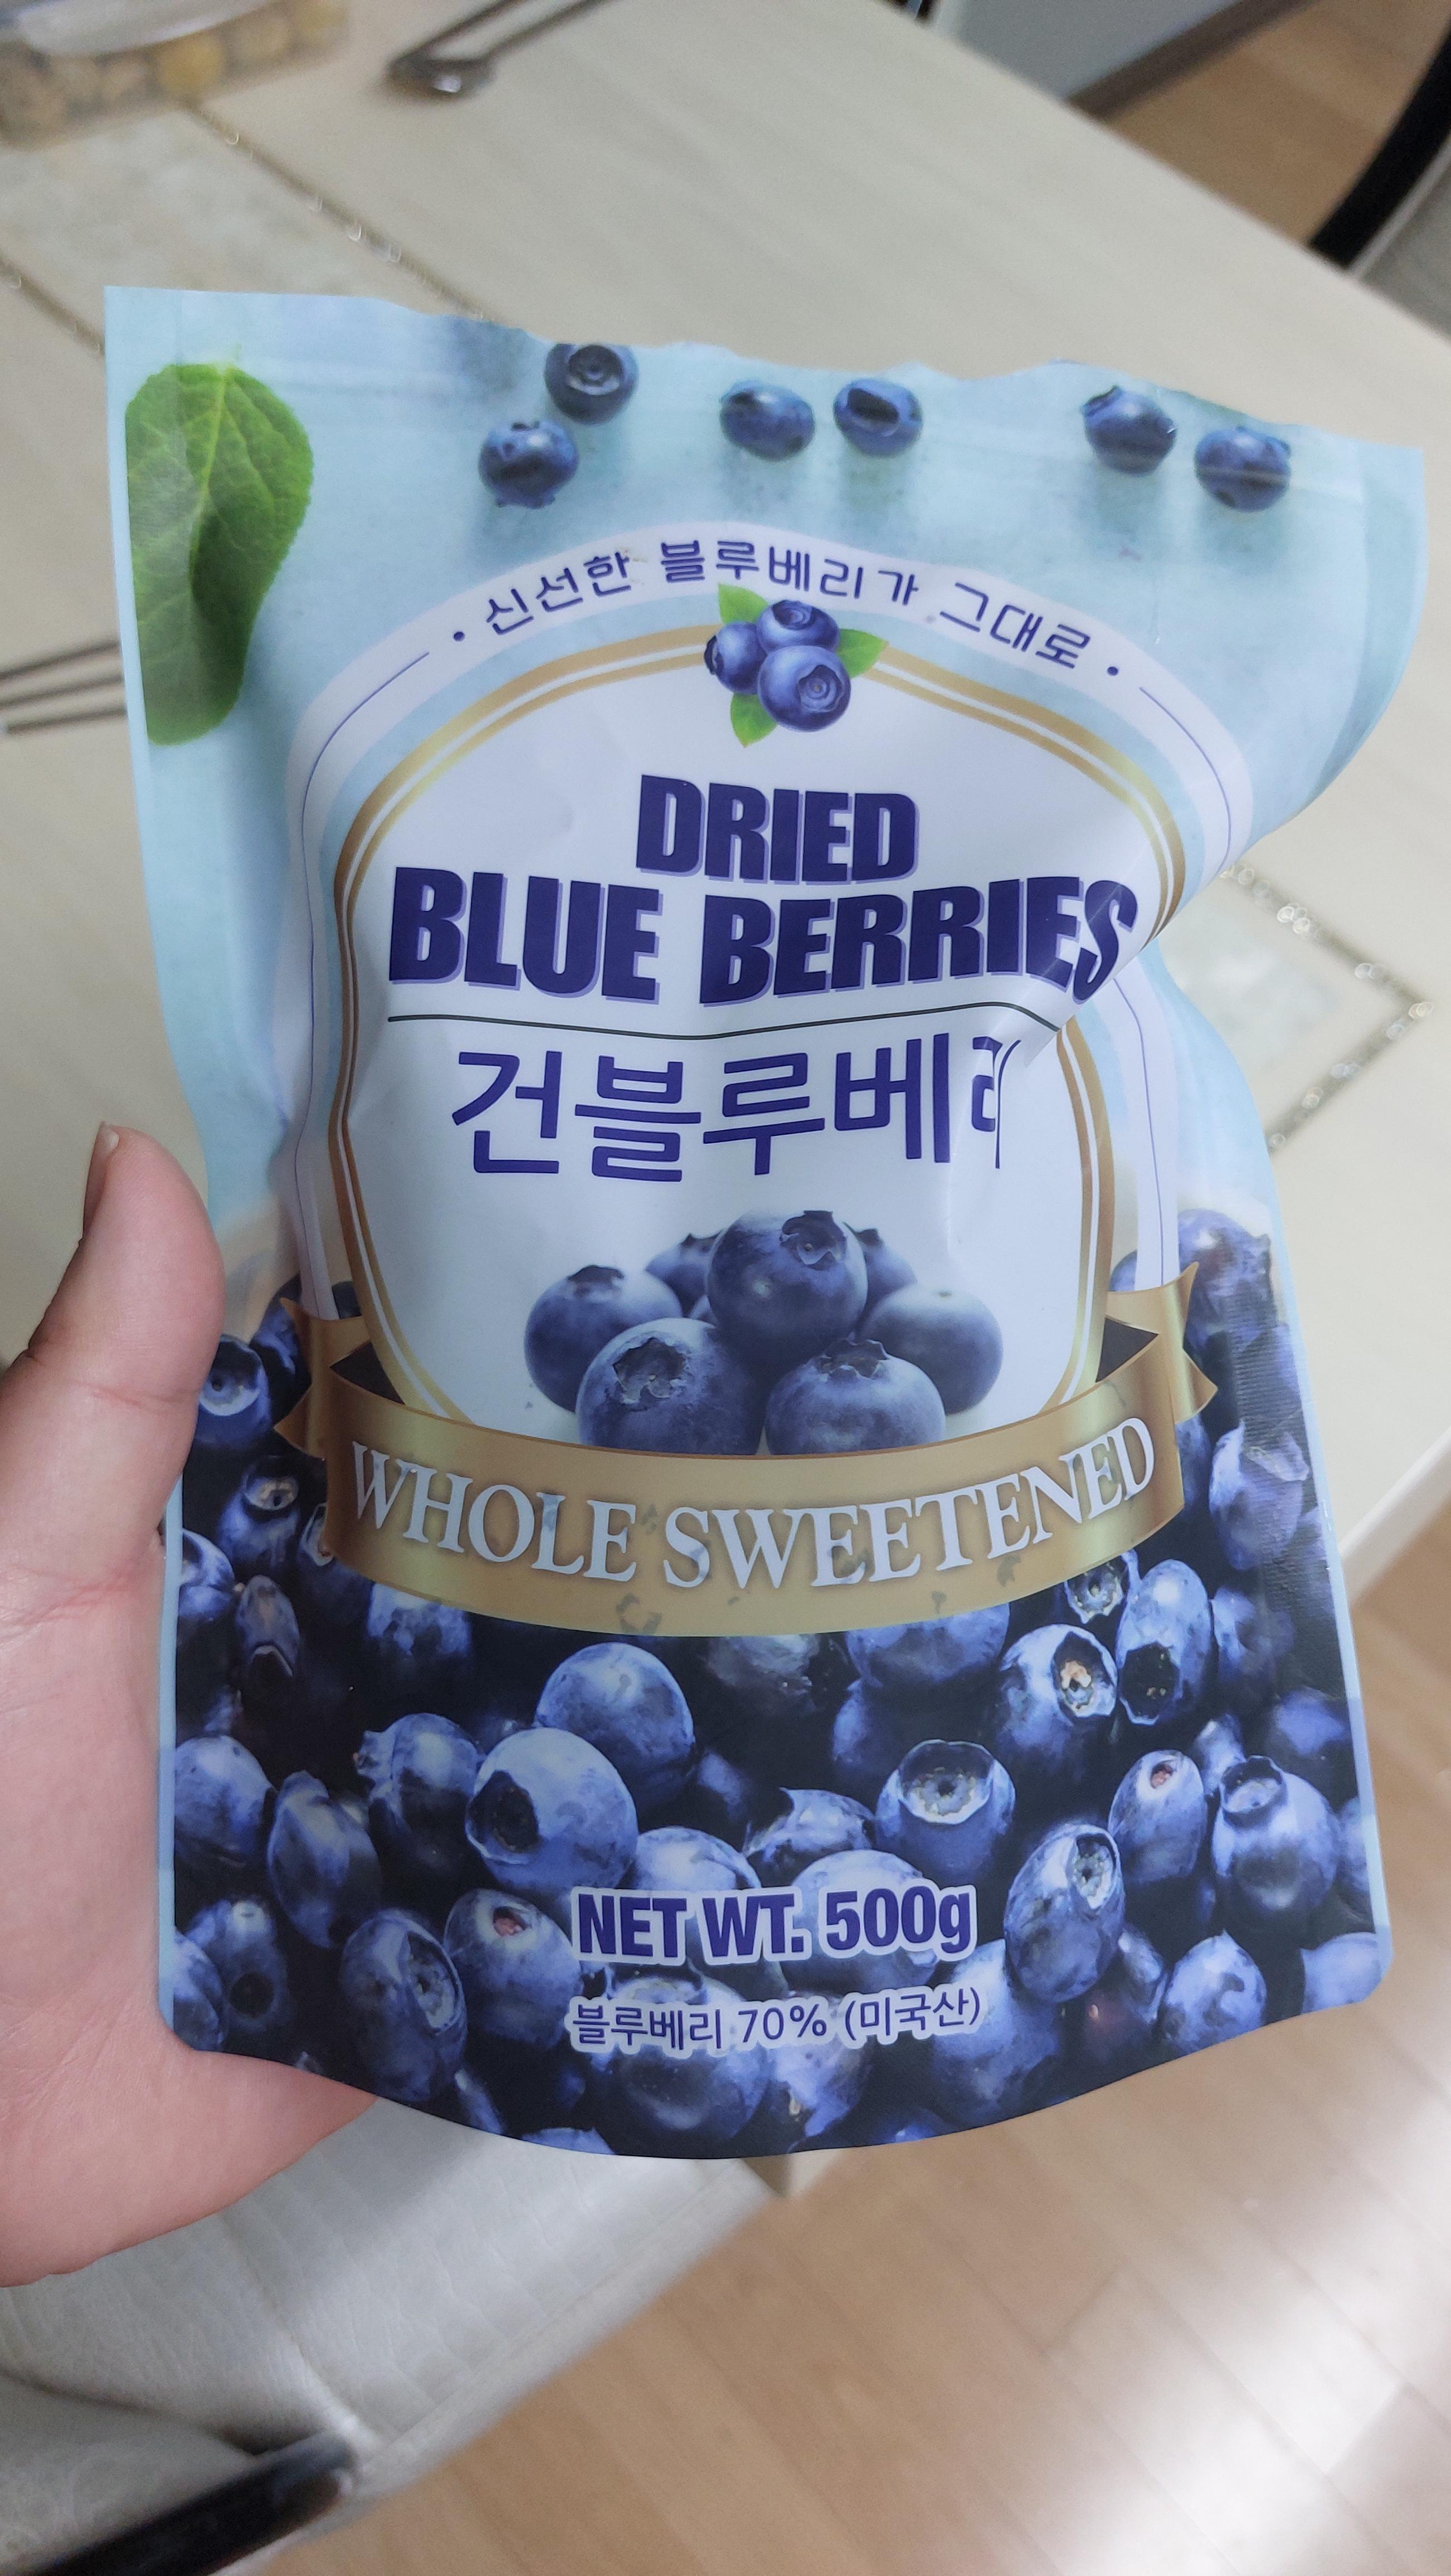 · 신선한 블루베리가 그대로 ·
DRIED
BLUE BERRIES
건블루베리
WHOLE SWEETENED
NET WT. 500g
블루베리 70% (미국산)